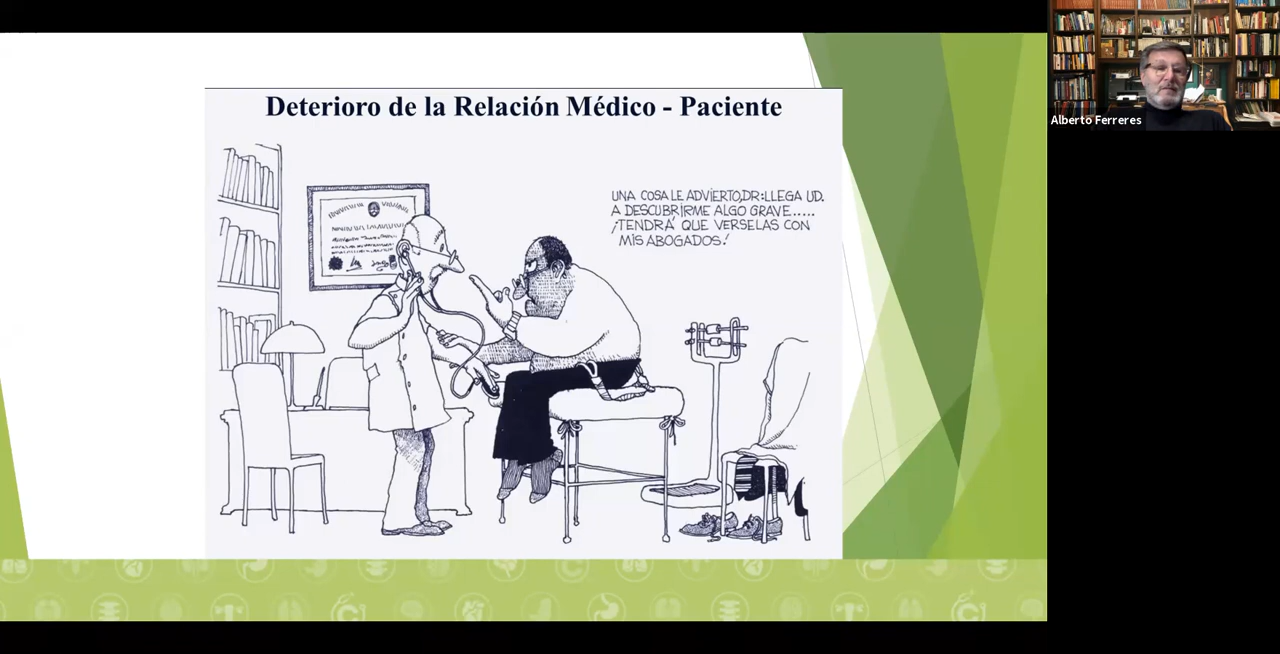 Deterioro de la Relación Médico - Paciente
UNA COSA LE ADVIERTO, DR: LLEGA UD.
A DESCUBRIRME ALGO GRAVE.....
¡TENDRÁ QUE VERSELAS CON
MIS ABOGADOS!
Alberto Ferreres